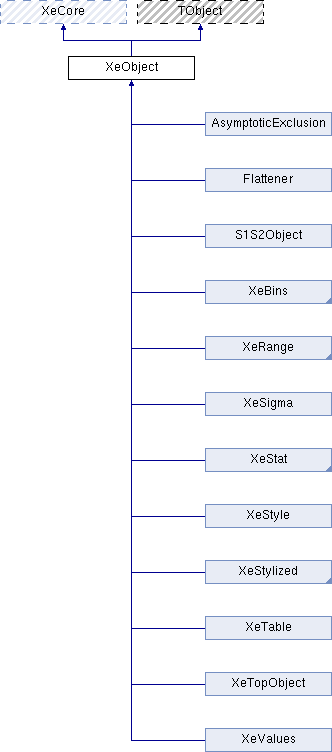 XeCore
TObject
XeObject
AsymptoticExclusion
Flattener
S1S2Object
XeBins
XeRange
XeSigma
XeStat
XeStyle
XeStylized
XeTable
XeTopObject
XeValues